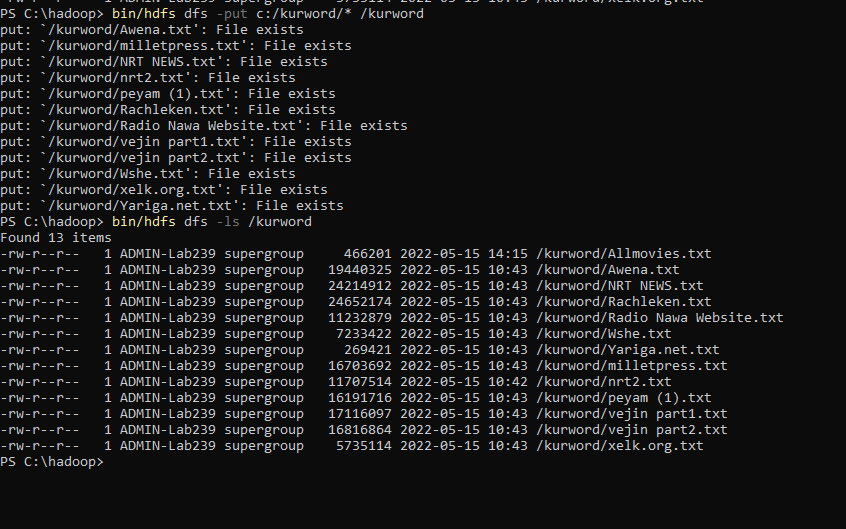 -rw-r--r--   1 ADMIN-Lab239 supergroup    5735114 2022-05-15 10:43 /kurword/xelk.org.txt
PS C:\hadoop> bin/hdfs dfs -put c:/kurword/* /kurword
put: `/kurword/Awena.txt': File exists
put: `/kurword/milletpress.txt': File exists
put: `/kurword/NRT NEWS.txt': File exists
put: `/kurword/nrt2.txt': File exists
put: `/kurword/peyam (1).txt': File exists
put: `/kurword/Rachleken.txt': File exists
put: `/kurword/Radio Nawa Website.txt': File exists
put: `/kurword/vejin part1.txt': File exists
put: `/kurword/vejin part2.txt': File exists
put: `/kurword/Wshe.txt': File exists
put: `/kurword/xelk.org.txt': File exists
put: `/kurword/Yariga.net.txt': File exists
PS C:\hadoop> bin/hdfs dfs -ls /kurword
Found 13 items
-rw-r--r--   1 ADMIN-Lab239 supergroup     466201 2022-05-15 14:15 /kurword/Allmovies.txt
-rw-r--r--   1 ADMIN-Lab239 supergroup   19440325 2022-05-15 10:43 /kurword/Awena.txt
-rw-r--r--   1 ADMIN-Lab239 supergroup   24214912 2022-05-15 10:43 /kurword/NRT NEWS.txt
-rw-r--r--   1 ADMIN-Lab239 supergroup   24652174 2022-05-15 10:43 /kurword/Rachleken.txt
-rw-r--r--   1 ADMIN-Lab239 supergroup   11232879 2022-05-15 10:43 /kurword/Radio Nawa Website.txt
-rw-r--r--   1 ADMIN-Lab239 supergroup    7233422 2022-05-15 10:43 /kurword/Wshe.txt
-rw-r--r--   1 ADMIN-Lab239 supergroup     269421 2022-05-15 10:43 /kurword/Yariga.net.txt
-rw-r--r--   1 ADMIN-Lab239 supergroup   16703692 2022-05-15 10:43 /kurword/milletpress.txt
-rw-r--r--   1 ADMIN-Lab239 supergroup   11707514 2022-05-15 10:42 /kurword/nrt2.txt
-rw-r--r--   1 ADMIN-Lab239 supergroup   16191716 2022-05-15 10:43 /kurword/peyam (1).txt
-rw-r--r--   1 ADMIN-Lab239 supergroup   17116097 2022-05-15 10:43 /kurword/vejin part1.txt
-rw-r--r--   1 ADMIN-Lab239 supergroup   16816864 2022-05-15 10:43 /kurword/vejin part2.txt
-rw-r--r--   1 ADMIN-Lab239 supergroup    5735114 2022-05-15 10:43 /kurword/xelk.org.txt
PS C:\hadoop>